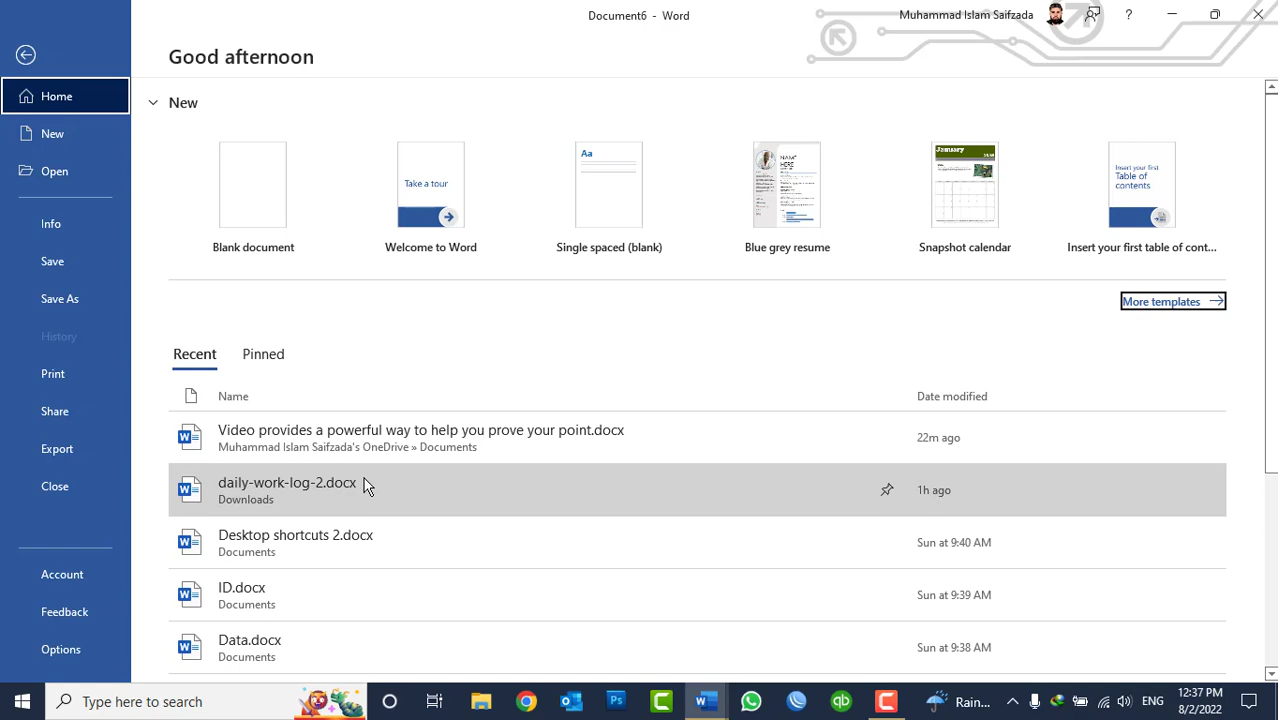 Document6 - Word
Muhammad Islam Saifzada
?
Good afternoon
Home
New
Open
Info
Save
Save As
History
Print
Share
Export
Close
Account
Feedback
Options
New
Aa
Take a tour
January
Insert your first
Table of
contents
Blank document
Welcome to Word
Single spaced (blank)
Blue grey resume
Snapshot calendar
Insert your first table of cont...
More templates
Recent
Pinned
Name
Date modified
Video provides a powerful way to help you prove your point.docx
Muhammad Islam Saifzada's OneDrive » Documents
22m ago
daily-work-log-2.docx
Downloads
1h ago
Desktop shortcuts 2.docx
Documents
Sun at 9:40 AM
ID.docx
Documents
Sun at 9:39 AM
Data.docx
Documents
Sun at 9:38 AM
Type here to search
Ps
C
W
qb
C
Rain...
ENG
12:37 PM
8/2/2022